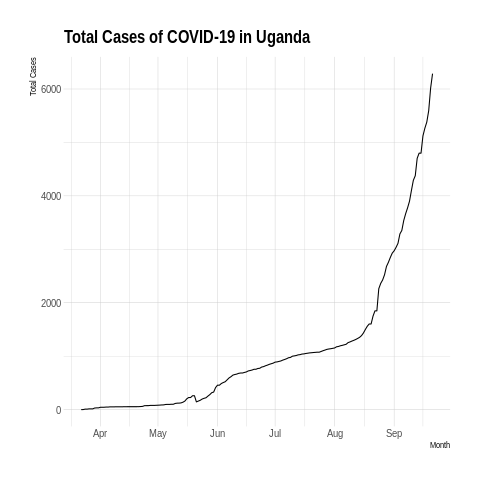 Total Cases of COVID-19 in Uganda
Total Cases
6000
4000
2000
0
Apr May Jun Jul Aug Sep
Month